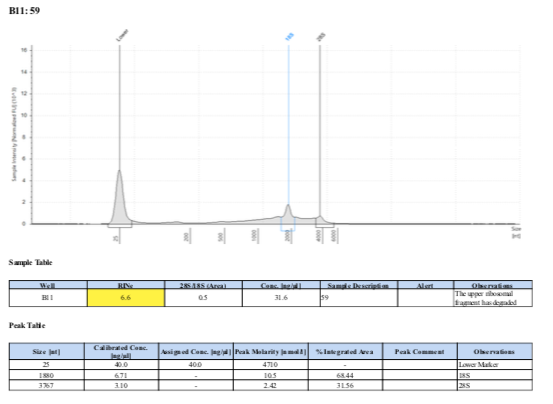 B11: 59
Lower
18S
28S
Sample Intensity [Normalized FU] (10^3)
16
14
12
10
8
6
4
2
0
25
200
500
1000
2000
4000
6000
Size
[nt]
Sample Table
Well RINe 28S/18S (Area) Conc. [ng/µl] Sample Description Alert Observations
B11 6.6 0.5 31.6 59 The upper ribosomal
fragment has degraded
Peak Table
Size [nt] Calibrated Conc. [ng/µl] Assigned Conc. [ng/µl] Peak Molarity [nmol/l] % Integrated Area Peak Comment Observations
25 40.0 40.0 4710 - Lower Marker
1880 6.71 - 10.5 68.44 18S
3767 3.10 - 2.42 31.56 28S